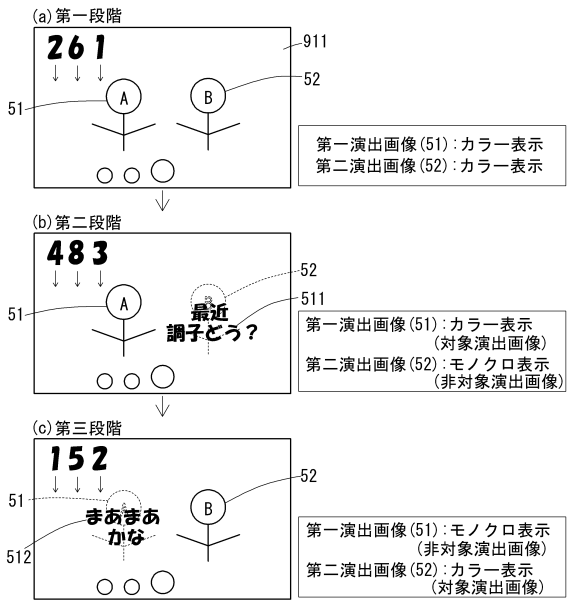 (a)第一段階
261
911
52
51
A
B
第一演出画像(51):カラー表示
第二演出画像(52):カラー表示
(b)第二段階
483
52
511
51
A
最近
調子どう？
第一演出画像(51):カラー表示
(対象演出画像)
第二演出画像(52):モノクロ表示
(非対象演出画像)
(c)第三段階
152
51
52
B
まあまあ
かな
512
第一演出画像(51):モノクロ表示
(非対象演出画像)
第二演出画像(52):カラー表示
(対象演出画像)